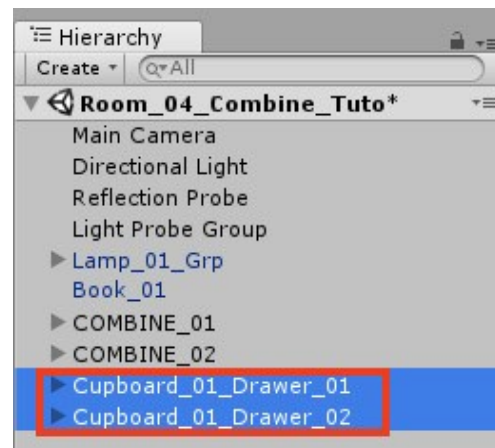 Hierarchy
Create All
Room_04_Combine_Tuto*
Main Camera
Directional Light
Reflection Probe
Light Probe Group
Lamp_01_Grp
Book_01
COMBINE_01
COMBINE_02
Cupboard_01_Drawer_01
Cupboard_01_Drawer_02